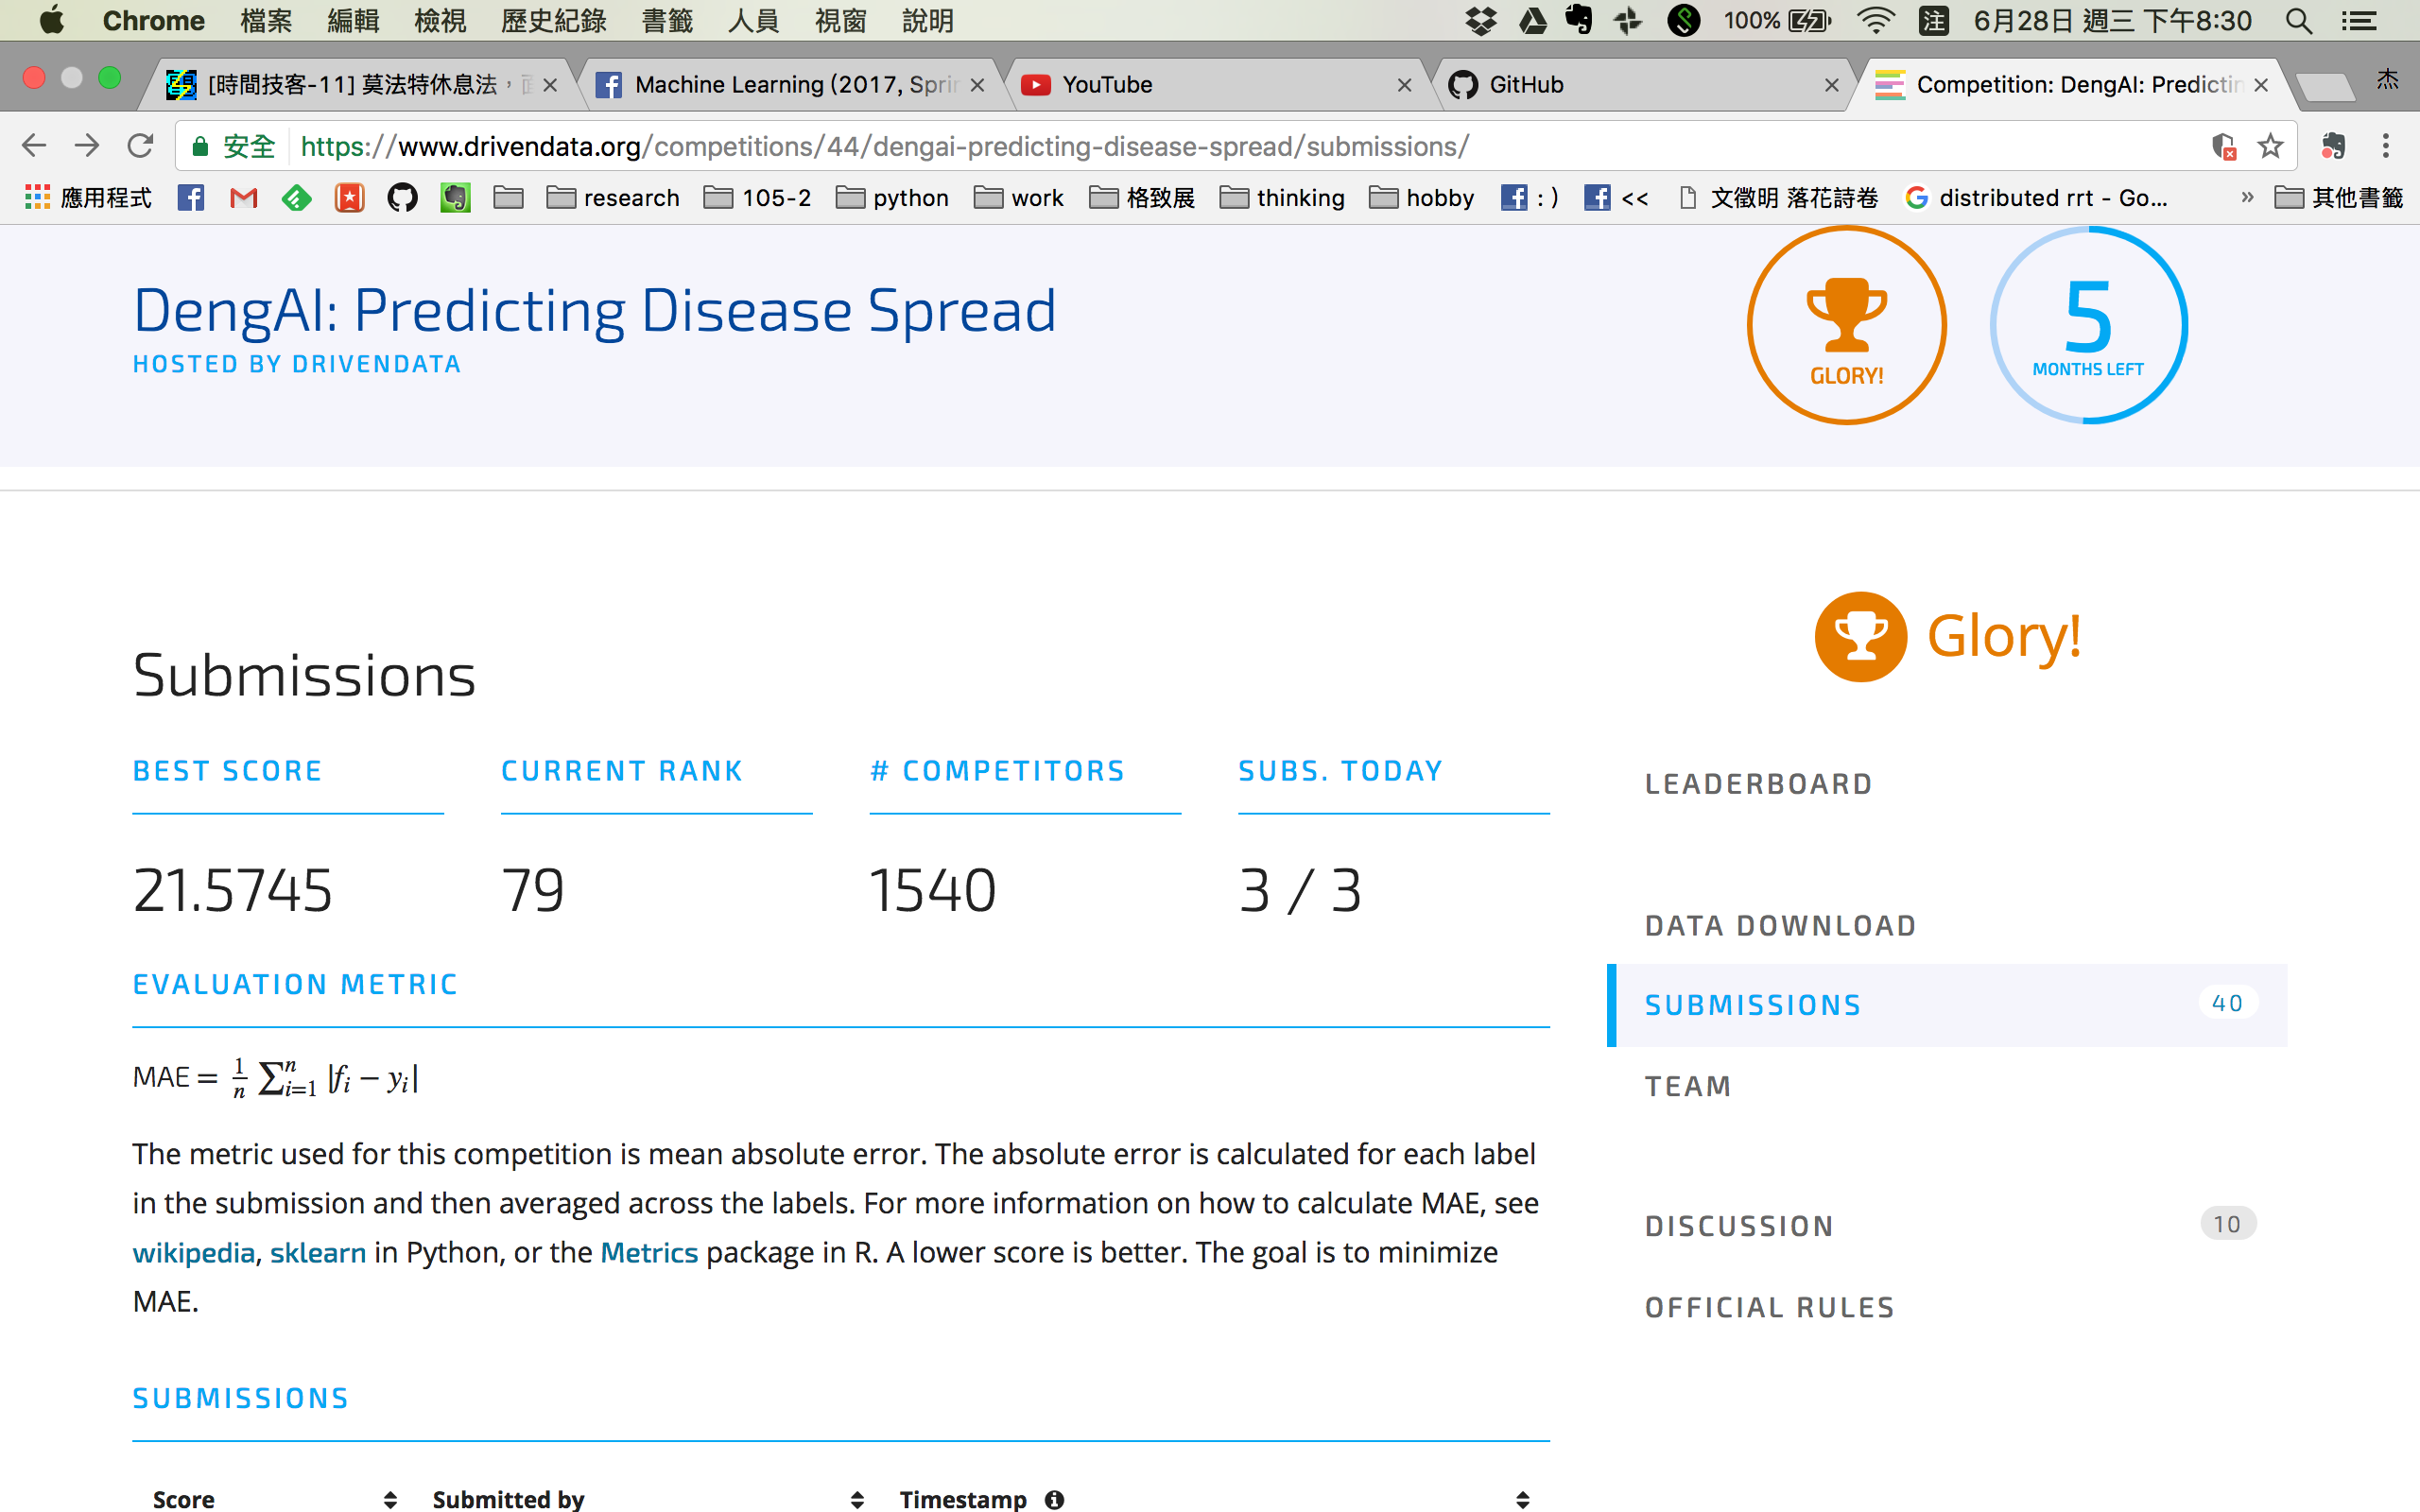 Chrome 檔案 編輯 檢視 歷史紀錄 書籤 人員 視窗 說明 100% 注 6月28日 週三 下午8:30
[時間技客-11] 莫法特休息法， Machine Learning (2017, Sprin YouTube GitHub Competition: DengAI: Predictin 杰
安全 https://www.drivendata.org/competitions/44/dengai-predicting-disease-spread/submissions/
應用程式 research 105-2 python work 格致展 thinking hobby : ) << 文徵明 落花詩卷 distributed rrt - Go... » 其他書籤
DengAI: Predicting Disease Spread
HOSTED BY DRIVENDATA
GLORY!
5
MONTHS LEFT
Submissions
BEST SCORE CURRENT RANK # COMPETITORS SUBS. TODAY
21.5745 79 1540 3 / 3
EVALUATION METRIC
MAE = 1/n ∑ⁿᵢ₌₁ |fᵢ − yᵢ|
The metric used for this competition is mean absolute error. The absolute error is calculated for each label
in the submission and then averaged across the labels. For more information on how to calculate MAE, see
wikipedia, sklearn in Python, or the Metrics package in R. A lower score is better. The goal is to minimize
MAE.
SUBMISSIONS
Score Submitted by Timestamp
Glory!
LEADERBOARD
DATA DOWNLOAD
SUBMISSIONS 40
TEAM
DISCUSSION 10
OFFICIAL RULES